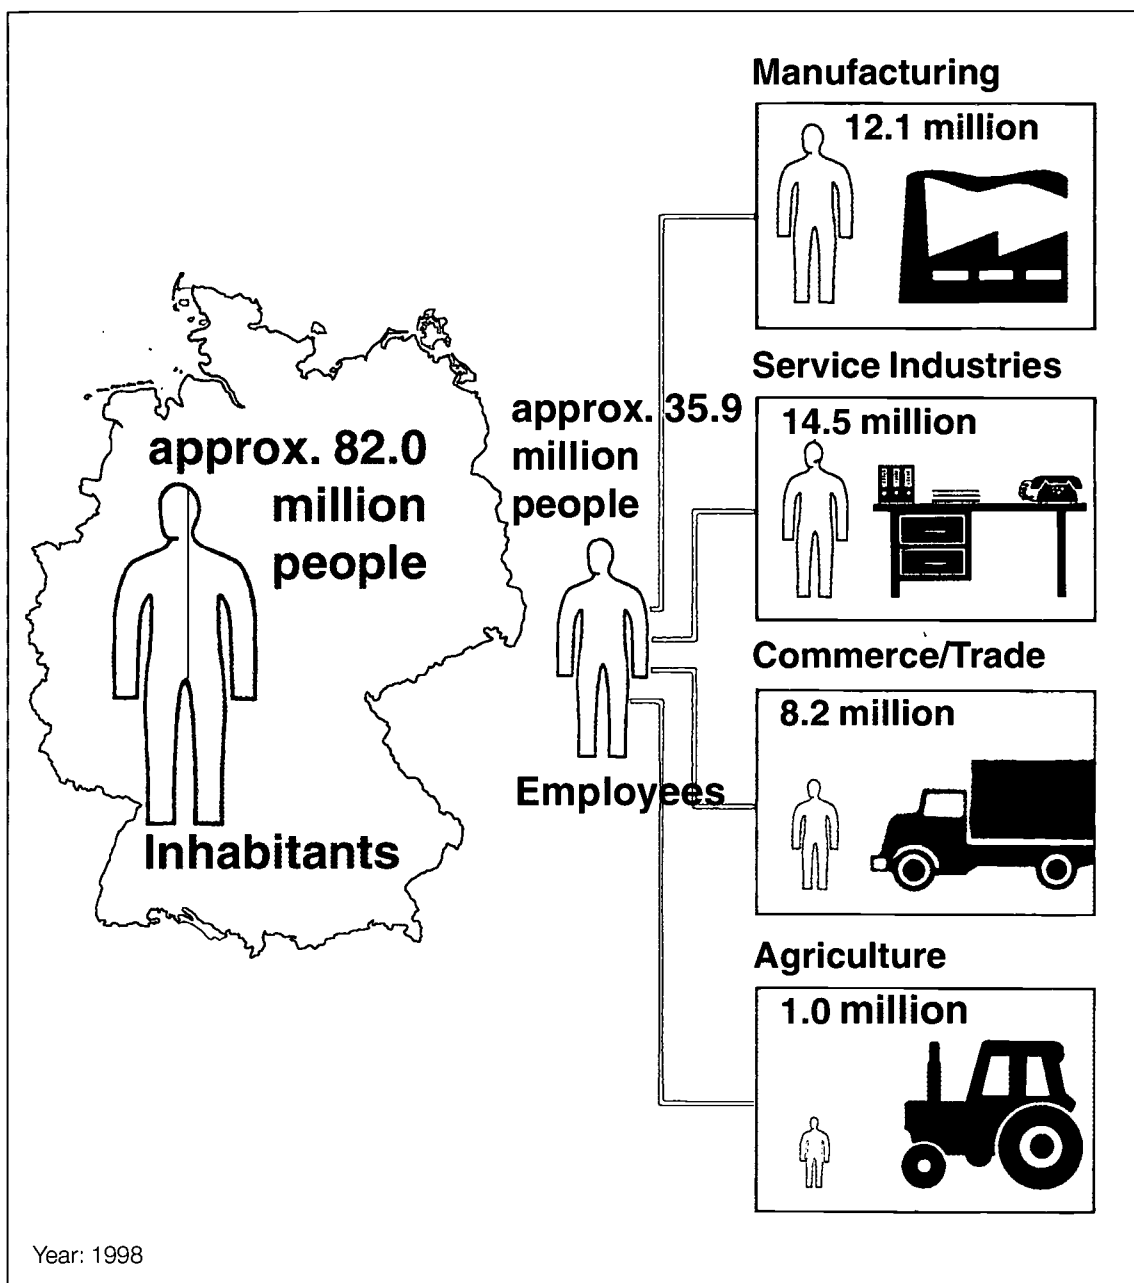 Manufacturing
12.1 million
Service Industries
14.5 million
Commerce/Trade
8.2 million
Agriculture
1.0 million
approx. 35.9
million
people
Employees
approx. 82.0
million
people
Inhabitants
Year: 1998